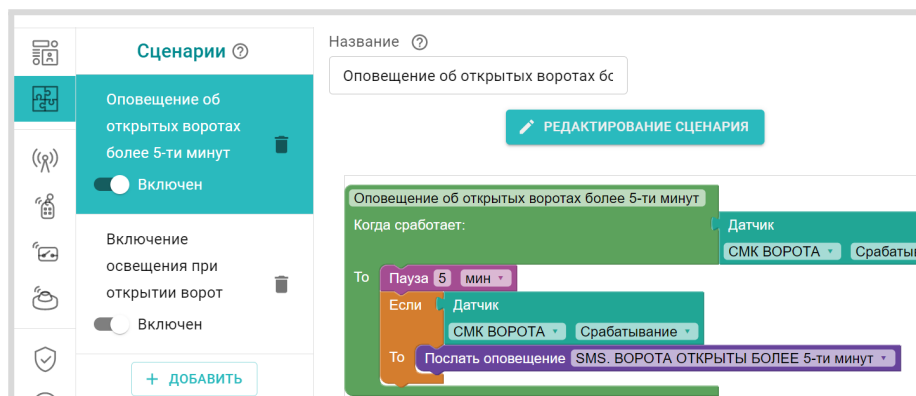 Сценарии
Оповещение об
открытых воротах
более 5-ти минут
Включен
Включение
освещения при
открытии ворот
Включен
+ ДОБАВИТЬ
Название
Оповещение об открытых воротах бо
РЕДАКТИРОВАНИЕ СЦЕНАРИЯ
Оповещение об открытых воротах более 5-ти минут
Когда сработает:
Датчик
СМК ВОРОТА Срабатыв
То Пауза 5 мин
Если Датчик
СМК ВОРОТА Срабатывание
То Послать оповещение SMS. ВОРОТА ОТКРЫТЫ БОЛЕЕ 5-ти минут